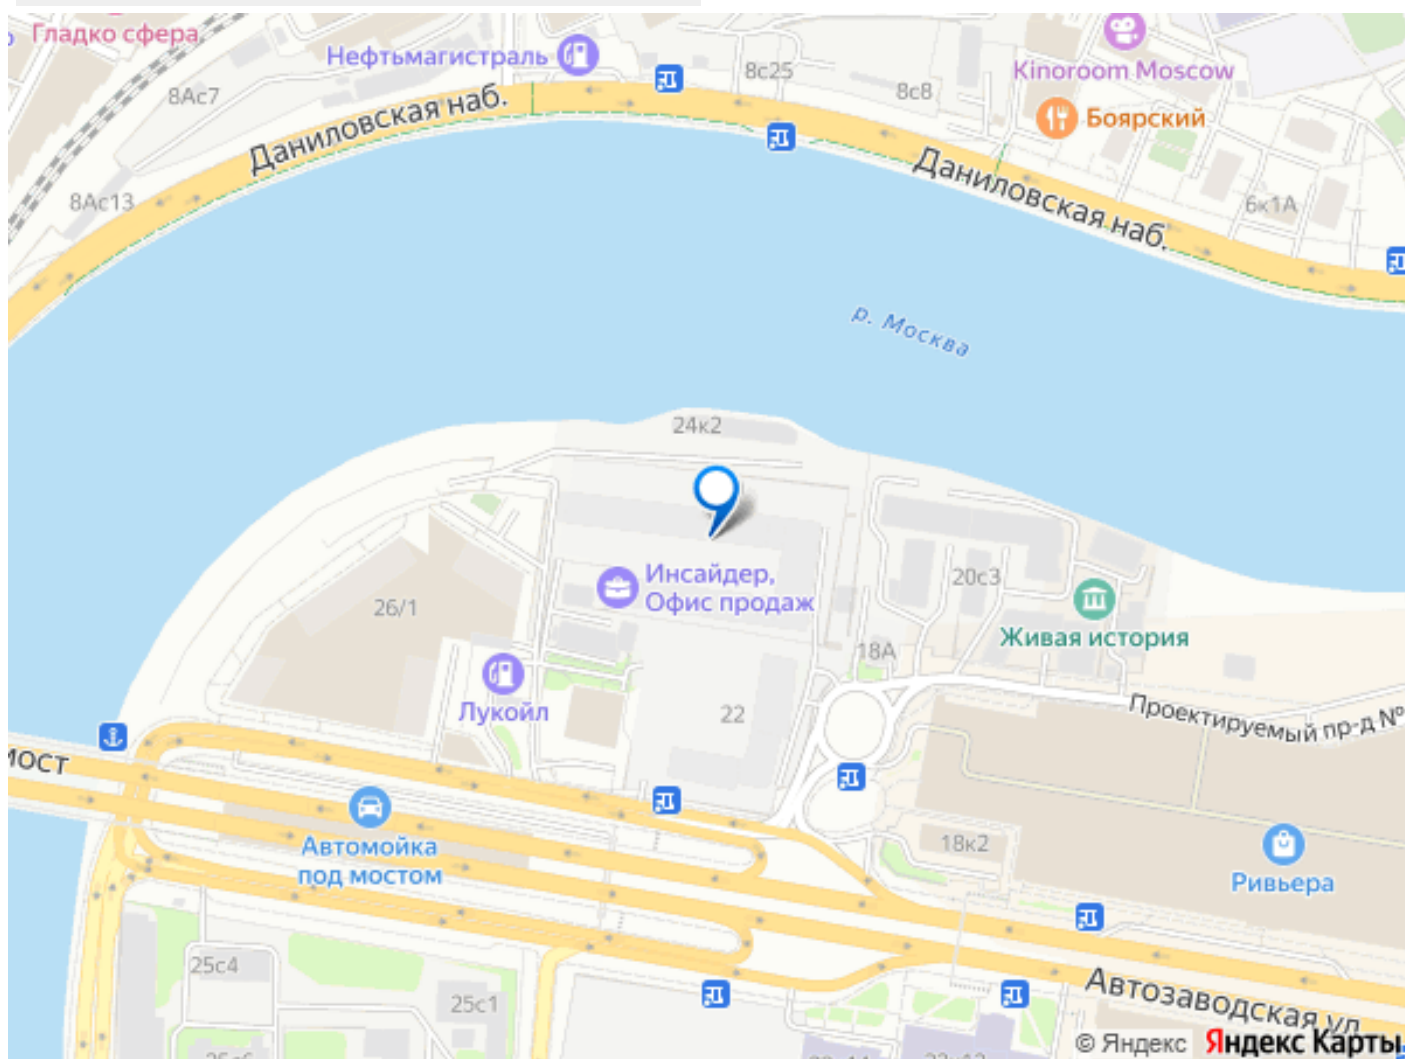 Гладко сфера
Нефтьмагистраль
8с25
Kinoroom Moscow
8Ас7
8с8
Боярский
Даниловская наб.
Даниловская наб.
8Ас13
6к1А
р. Москва
24к2
Инсайдер,
Офис продаж
20с3
26/1
Живая история
18А
Лукойл
22
Проектируемый пр-д №
мост
Автомойка
под мостом
18к2
Ривьера
25с4
25с1
Автозаводская ул.
© Яндекс Яндекс Карты